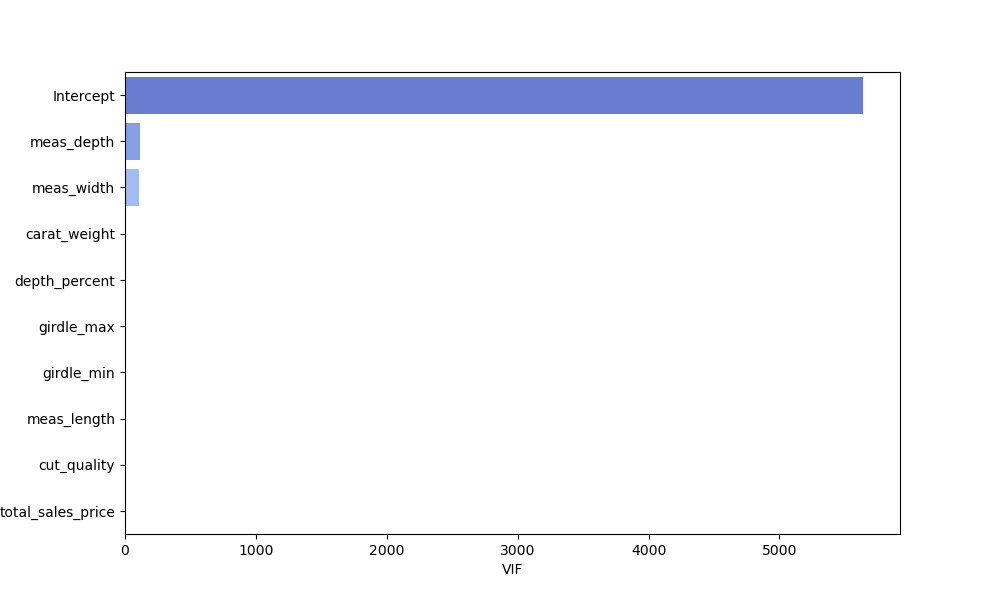 Intercept
meas_depth
meas_width
carat_weight
depth_percent
girdle_max
girdle_min
meas_length
cut_quality
total_sales_price
0 1000 2000 3000 4000 5000
VIF